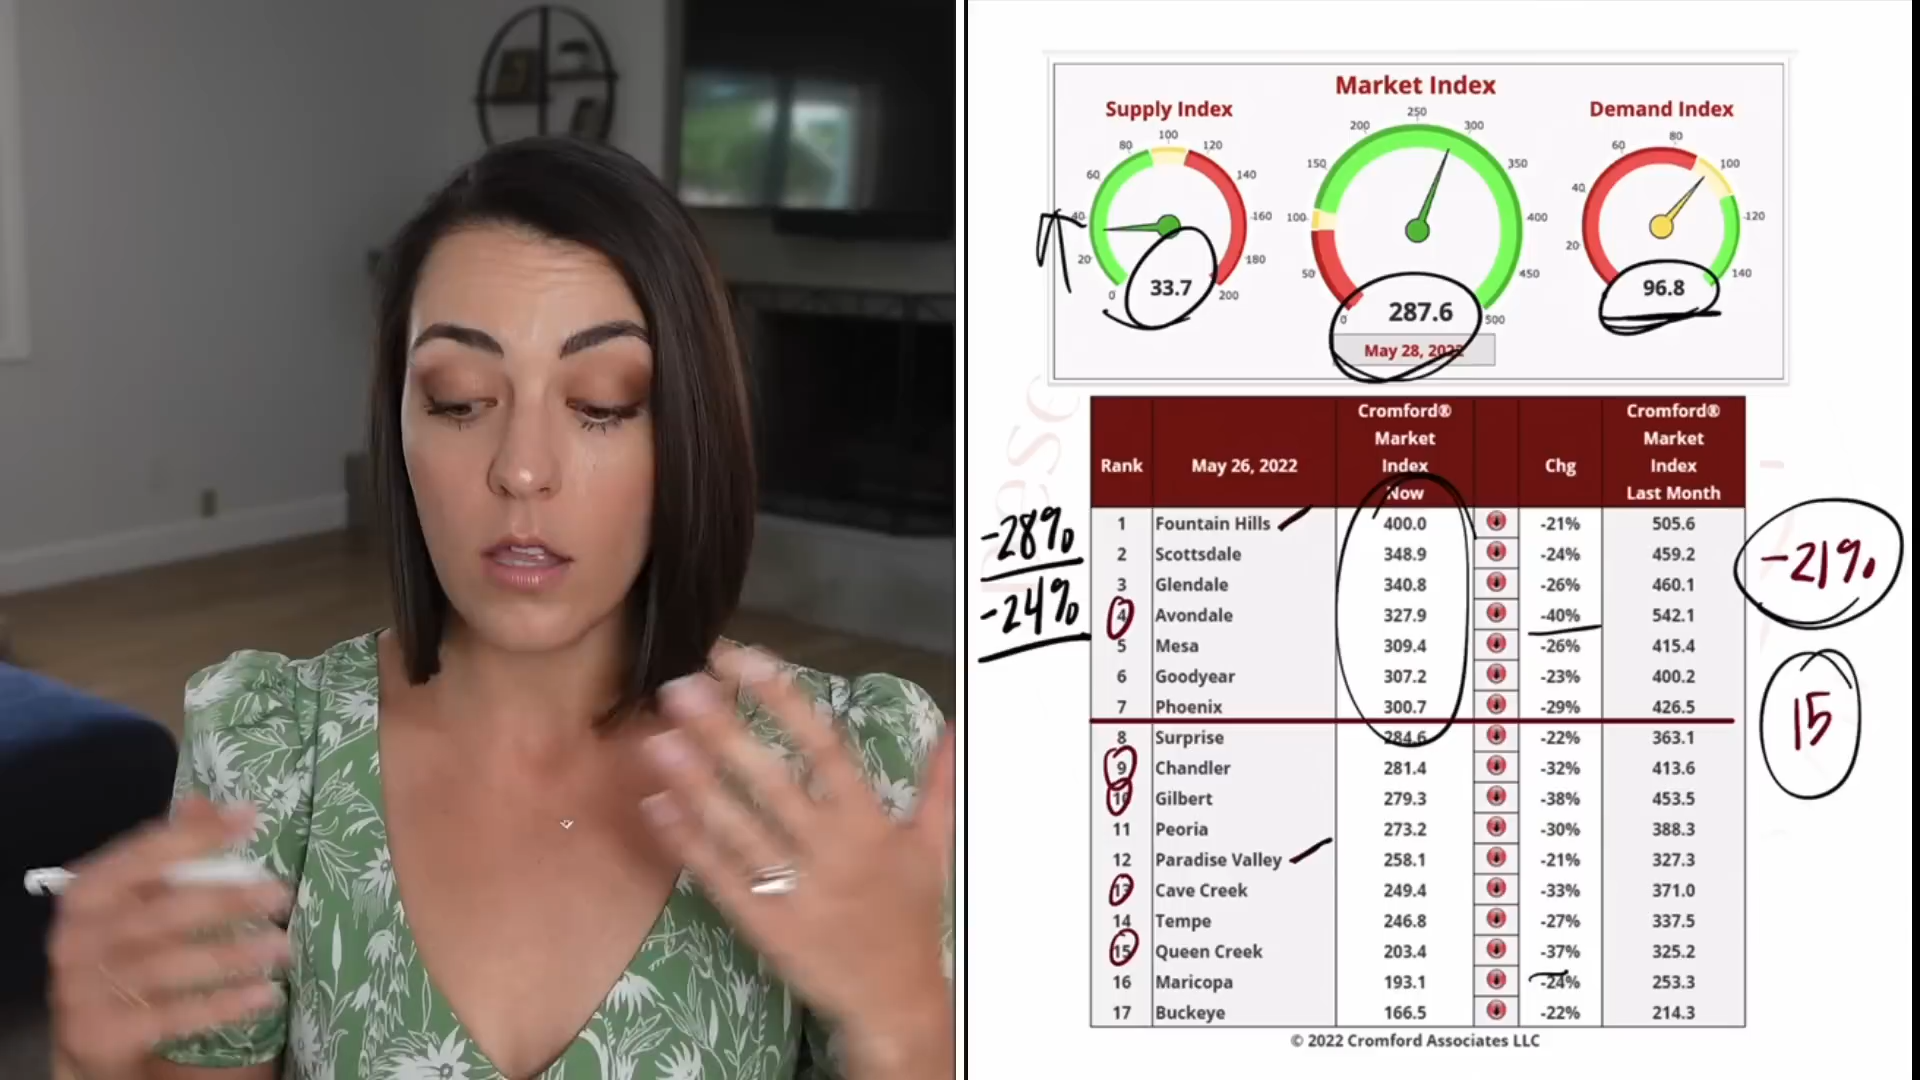 Market Index
Supply Index
Demand Index
0 20 40 60 80 100 120 140 160 180 200
33.7
0 50 100 150 200 250 300 350 400 450 500
287.6
May 28, 2022
20 40 60 80 100 120 140
96.8
Rank May 26, 2022 Cromford® Market Index Now Chg Cromford® Market Index Last Month
1 Fountain Hills 400.0 -21% 505.6
2 Scottsdale 348.9 -24% 459.2
3 Glendale 340.8 -26% 460.1
4 Avondale 327.9 -40% 542.1
5 Mesa 309.4 -26% 415.4
6 Goodyear 307.2 -23% 400.2
7 Phoenix 300.7 -29% 426.5
8 Surprise 284.6 -22% 363.1
9 Chandler 281.4 -32% 413.6
10 Gilbert 279.3 -38% 453.5
11 Peoria 273.2 -30% 388.3
12 Paradise Valley 258.1 -21% 327.3
13 Cave Creek 249.4 -33% 371.0
14 Tempe 246.8 -27% 337.5
15 Queen Creek 203.4 -37% 325.2
16 Maricopa 193.1 -24% 253.3
17 Buckeye 166.5 -22% 214.3
© 2022 Cromford Associates LLC
-28%
-24%
-21%
15